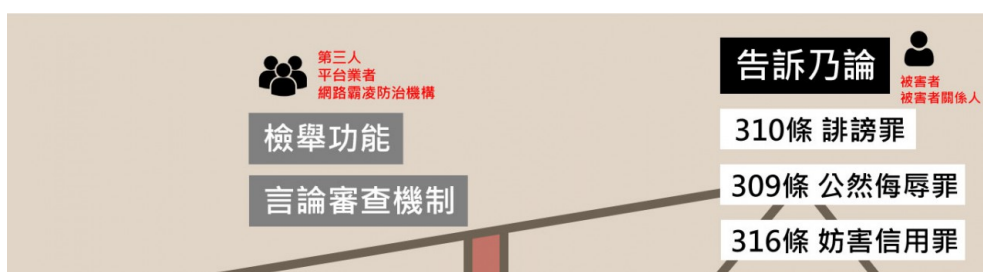 第三人
平台業者
網路霸凌防治機構
檢舉功能
言論審查機制
告訴乃論
被害者
被害者關係人
310條 誹謗罪
309條 公然侮辱罪
316條 妨害信用罪